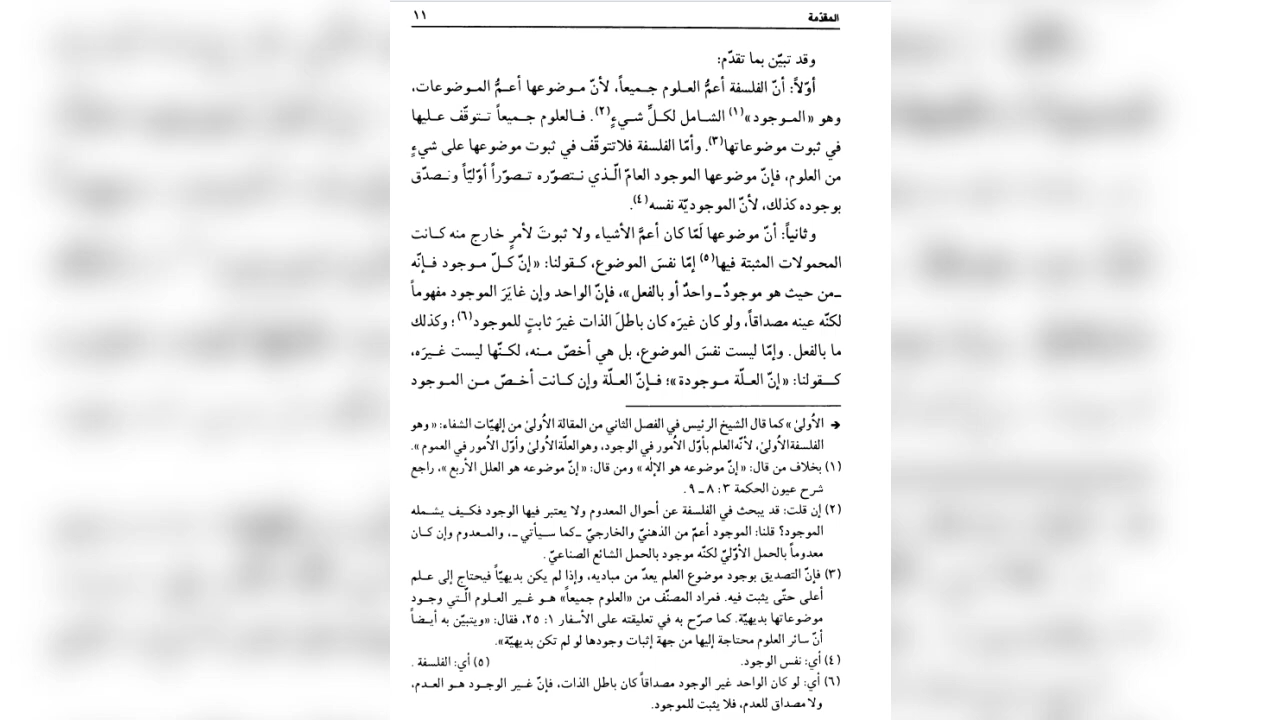 المقدّمة ١١
وقد تبيّن بما تقدّم:
أوّلاً: أنّ الفلسفة أعمُّ العلوم جميعاً، لأنّ موضوعها أعمُّ الموضوعات،
وهو «الموجود»(١) الشامل لكلِّ شيءٍ(٢). فالعلوم جميعاً تتوقّف عليها
في ثبوت موضوعاتها(٣). وأمّا الفلسفة فلاتتوقّف في ثبوت موضوعها على شيءٍ
من العلوم، فإنّ موضوعها الموجود العامّ الّذي نتصوّره تصوّراً أوّليّاً ونصدّق
بوجوده كذلك، لأنّ الموجوديّة نفسه(٤).
وثانياً: أنّ موضوعها لَمّا كان أعمَّ الأشياء ولا ثبوتَ لأمرٍ خارج منه كانت
المحمولات المثبتة فيها(٥) إمّا نفسَ الموضوع، كقولنا: «إنّ كلّ موجود فإنّه
ـ من حيث هو موجودٌ ـ واحدٌ أو بالفعل»، فإنّ الواحد وإن غايَرَ الموجود مفهوماً
لكنّه عينه مصداقاً، ولو كان غيرَه كان باطلَ الذات غيرَ ثابتٍ للموجود(٦)؛ وكذلك
ما بالفعل. وإمّا ليست نفسَ الموضوع، بل هي أخصّ منه، لكنّها ليست غيرَه،
كقولنا: «إنّ العلّة موجودة»؛ فإنّ العلّة وإن كانت أخصّ من الموجود
➔ الأُولىٰ» كما قال الشيخ الرئيس في الفصل الثاني من المقالة الأُولىٰ من إلهيّات الشفاء: «وهو
الفلسفة الأُولىٰ، لأنّه العلم بأوّل الأُمور في الوجود، وهو العلّة الأُولىٰ وأوّل الأُمور في العموم».
(١) بخلاف من قال: «إنّ موضوعه هو الإلٰه» ومن قال: «إنّ موضوعه هو العلل الأربع»، راجع
شرح عيون الحكمة ٣: ٨ ـ ٩.
(٢) إن قلت: قد يبحث في الفلسفة عن أحوال المعدوم ولا يعتبر فيها الوجود فكيف يشمله
الموجود؟ قلنا: الموجود أعمّ من الذهنيّ والخارجيّ ـ كما سيأتي ـ، والمعدوم وإن كان
معدوماً بالحمل الأوّليّ لكنّه موجود بالحمل الشائع الصناعيّ.
(٣) فإنّ التصديق بوجود موضوع العلم يعدّ من مباديه، وإذا لم يكن بديهيّاً فيحتاج إلى علم
أعلى حتّى يثبت فيه. فمراد المصنّف من «العلوم جميعاً» هو غير العلوم الّتي وجود
موضوعاتها بديهيّة. كما صرّح به في تعليقته على الأسفار ١: ٢٥، فقال: «ويتبيّن به أيضاً
أنّ سائر العلوم محتاجة إليها من جهة إثبات وجودها لو لم تكن بديهيّة».
(٤) أي: نفس الوجود. (٥) أي: الفلسفة.
(٦) أي: لو كان الواحد غير الوجود مصداقاً كان باطل الذات، فإنّ غير الوجود هو العدم،
ولا مصداق للعدم، فلا يثبت للموجود.